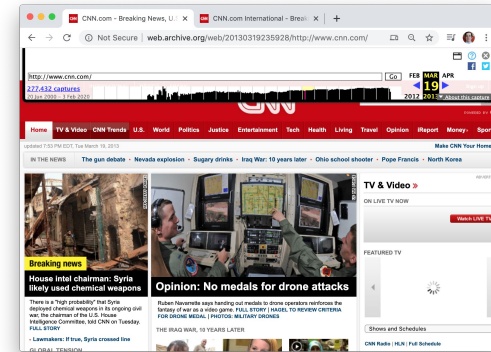 CNN.com - Breaking News, U.S
CNN.com International - Break
Not Secure | web.archive.org/web/20130319235928/http://www.cnn.com/
http://www.cnn.com/
Go
FEB MAR APR
277,432 captures
19
20 Jun 2000 – 3 Feb 2020
2012 2013
About this capture
CNN
Home TV & Video CNN Trends U.S. World Politics Justice Entertainment Tech Health Living Travel Opinion iReport Money Spor
updated 7:53 PM EDT, Tue March 19, 2013
Make CNN Your Home
IN THE NEWS The gun debate Nevada explosion Sugary drinks Iraq War: 10 years later Ohio school shooter Pope Francis North Korea
TV & Video »
ON LIVE TV NOW
Watch LIVE TV
Breaking news
House intel chairman: Syria
likely used chemical weapons
There is a "high probability" that Syria
deployed chemical weapons in its ongoing civil
war, the chairman of the U.S. House
Intelligence Committee, told CNN on Tuesday.
FULL STORY
Lawmakers: If true, Syria crossed line
GLOBAL TENSION
Opinion: No medals for drone attacks
Ruben Navarrette says handing out medals to drone operators reinforces the
fantasy of war as a video game. FULL STORY | HAGEL TO REVIEW CRITERIA
FOR DRONE MEDAL | PHOTOS: MILITARY DRONES
THE IRAQ WAR, 10 YEARS LATER
FEATURED TV
Shows and Schedules
CNN Radio | HLN | Full Schedule